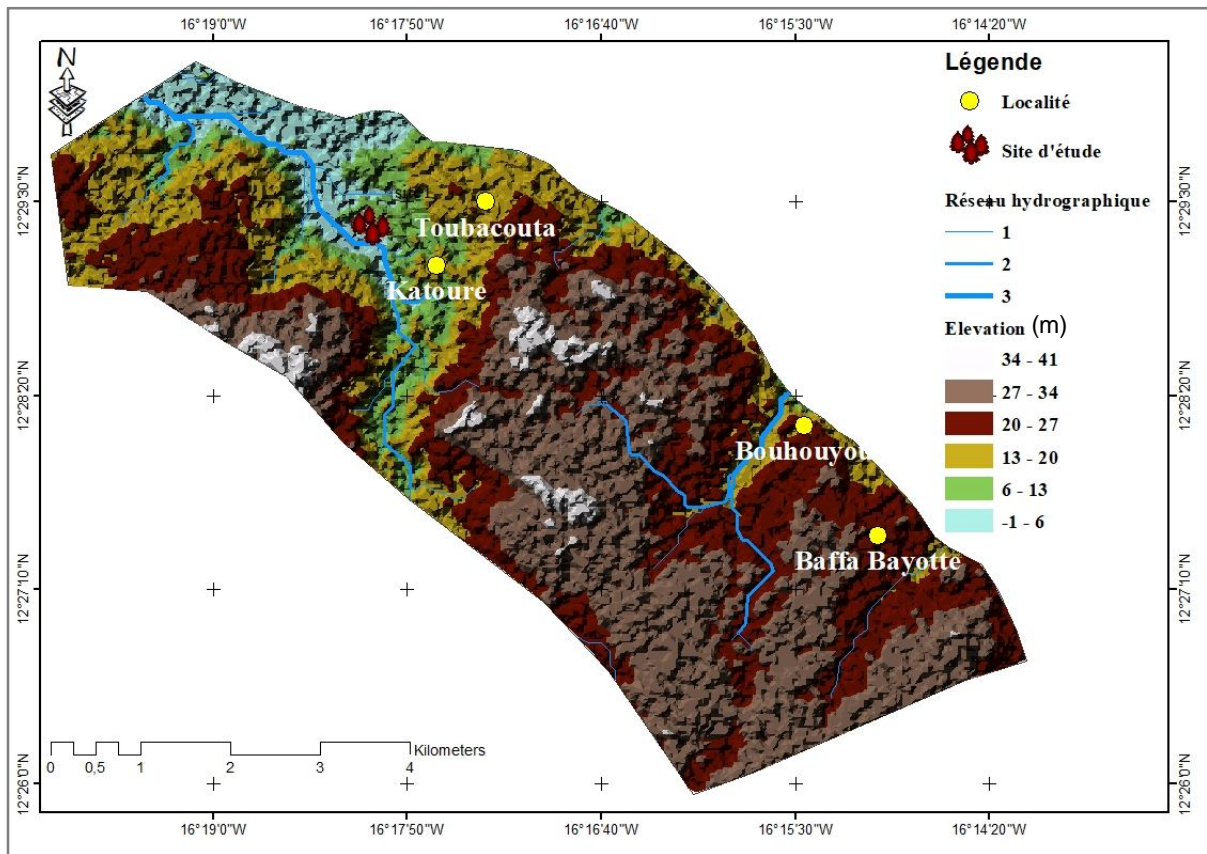 16°19'0"W 16°17'50"W 16°16'40"W 16°15'30"W 16°14'20"W
N
Légende
Localité
Site d'étude
Réseau hydrographique
1
2
3
Elevation (m)
34 - 41
27 - 34
20 - 27
13 - 20
6 - 13
-1 - 6
12°29'30"N 12°29'30"N
Toubacouta
Katoure
12°28'20"N 12°28'20"N
Bouhouyou
Baffa Bayotte
12°27'10"N 12°27'10"N
Kilometers
0 0,5 1 2 3 4
12°26'0"N 12°26'0"N
16°19'0"W 16°17'50"W 16°16'40"W 16°15'30"W 16°14'20"W